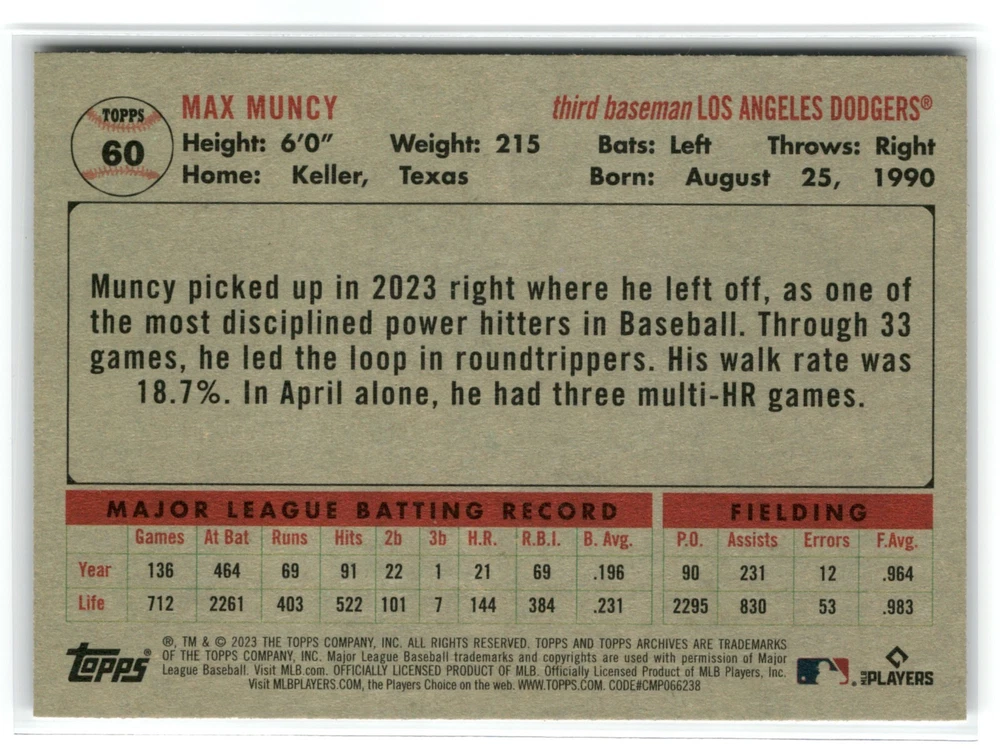 TOPPS
60
MAX MUNCY third baseman LOS ANGELES DODGERS®
Height: 6'0" Weight: 215 Bats: Left Throws: Right
Home: Keller, Texas Born: August 25, 1990
Muncy picked up in 2023 right where he left off, as one of
the most disciplined power hitters in Baseball. Through 33
games, he led the loop in roundtrippers. His walk rate was
18.7%. In April alone, he had three multi-HR games.
MAJOR LEAGUE BATTING RECORD FIELDING
Games At Bat Runs Hits 2b 3b H.R. R.B.I. B. Avg. P.O. Assists Errors F.Avg.
Year 136 464 69 91 22 1 21 69 .196 90 231 12 .964
Life 712 2261 403 522 101 7 144 384 .231 2295 830 53 .983
topps®
®, TM & © 2023 THE TOPPS COMPANY, INC. ALL RIGHTS RESERVED. TOPPS AND TOPPS ARCHIVES ARE TRADEMARKS
OF THE TOPPS COMPANY, INC. Major League Baseball trademarks and copyrights are used with permission of Major
League Baseball. Visit MLB.com. OFFICIALLY LICENSED PRODUCT OF MLB. Officially Licensed Product of MLB Players, Inc.
Visit MLBPLAYERS.COM, the Players Choice on the web. WWW.TOPPS.COM. CODE#CMP066238
MLB PLAYERS